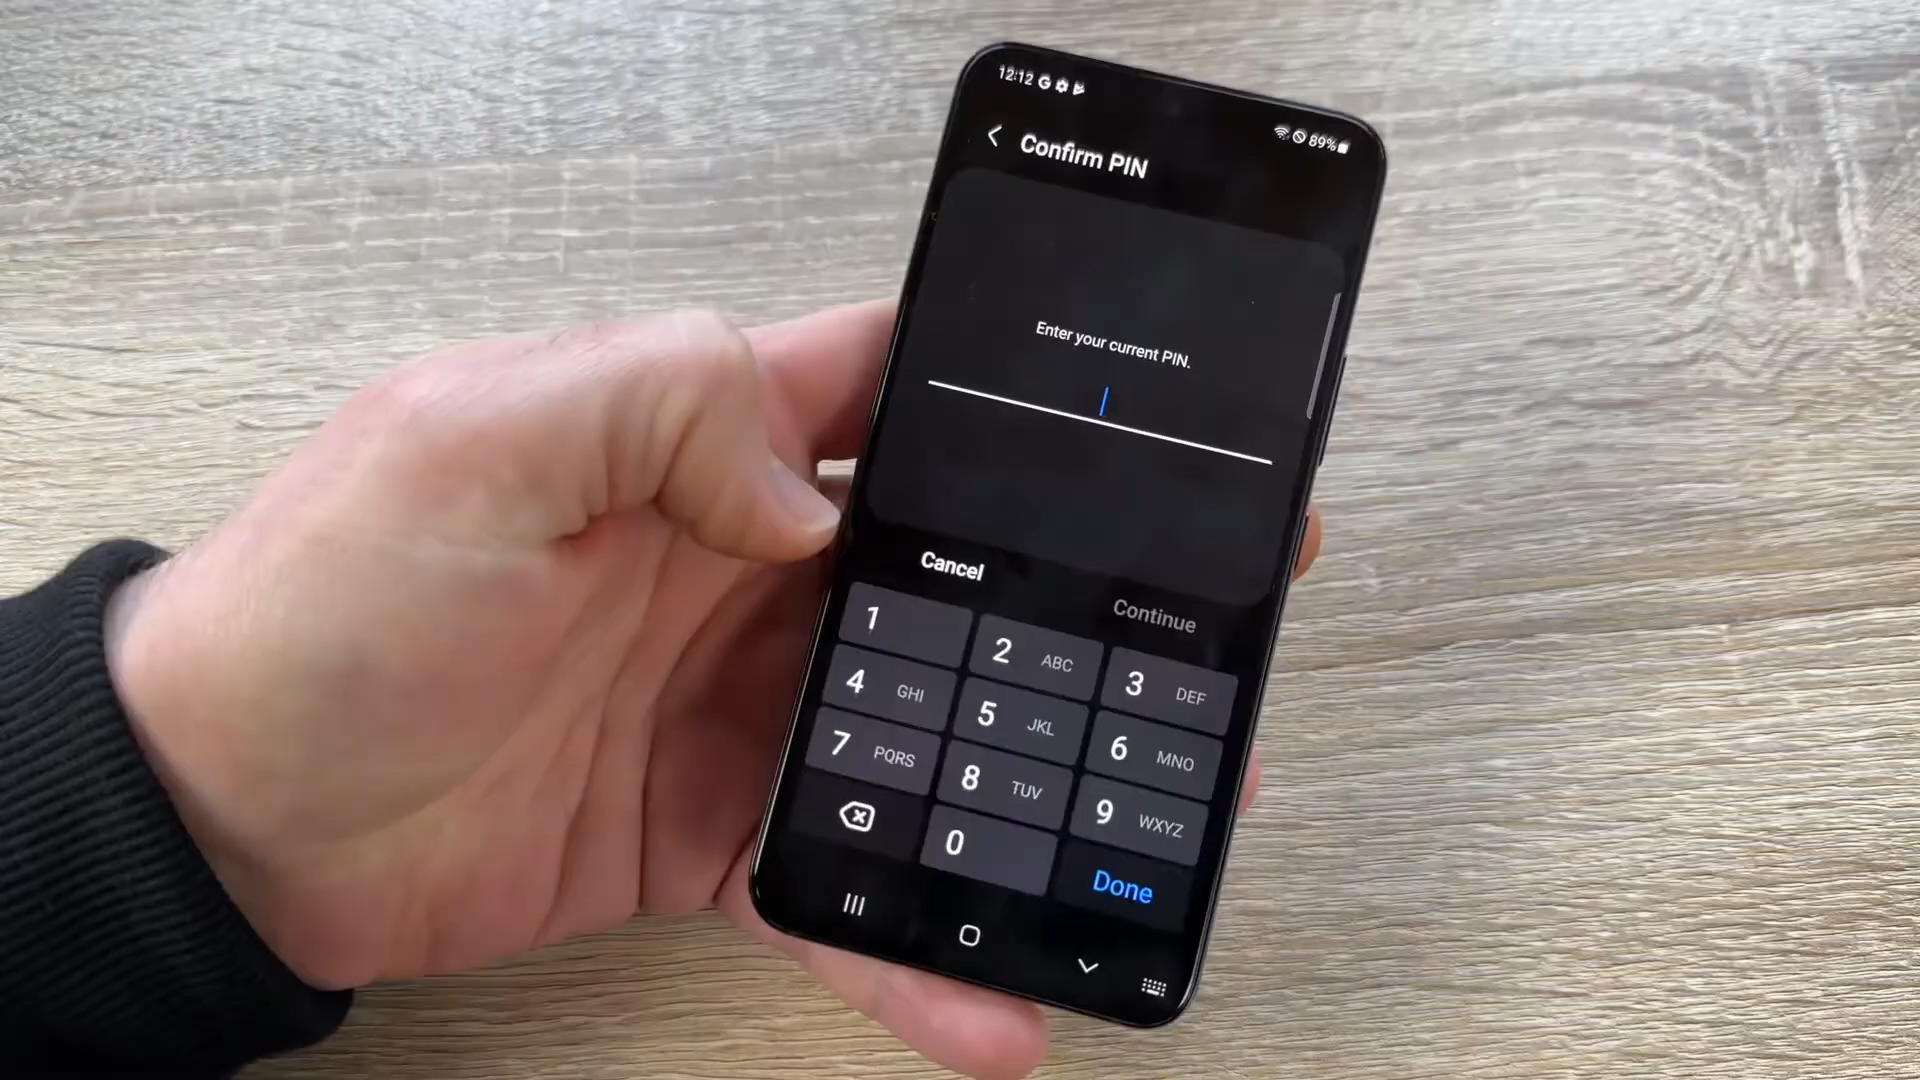 12:12 G
89%
Confirm PIN
Enter your current PIN.
Cancel
Continue
1
2 ABC
3 DEF
4 GHI
5 JKL
6 MNO
7 PQRS
8 TUV
9 WXYZ
0
Done